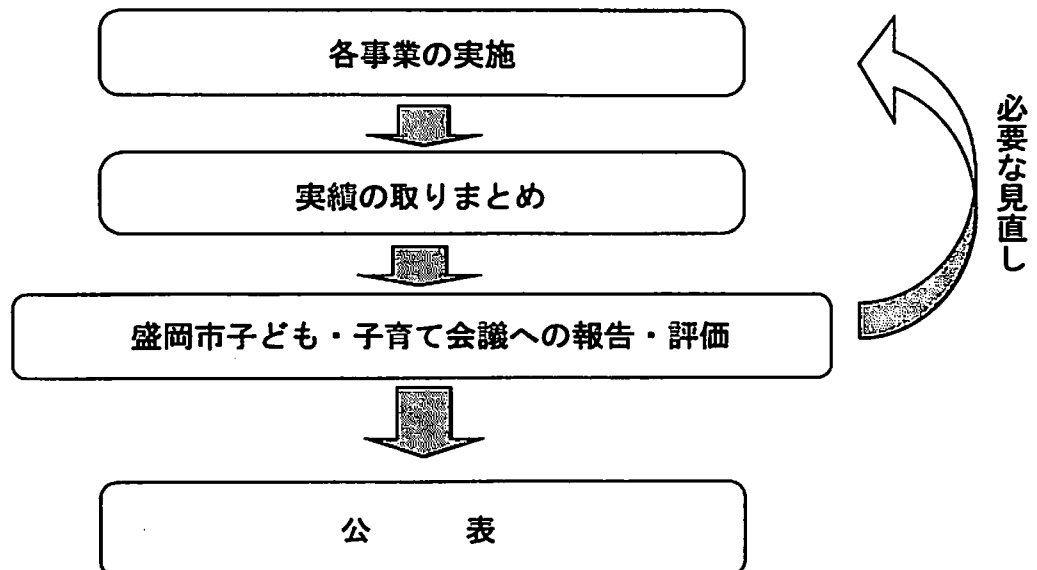 各事業の実施
実績の取りまとめ
盛岡市子ども・子育て会議への報告・評価
公　　　表
必要な見直し